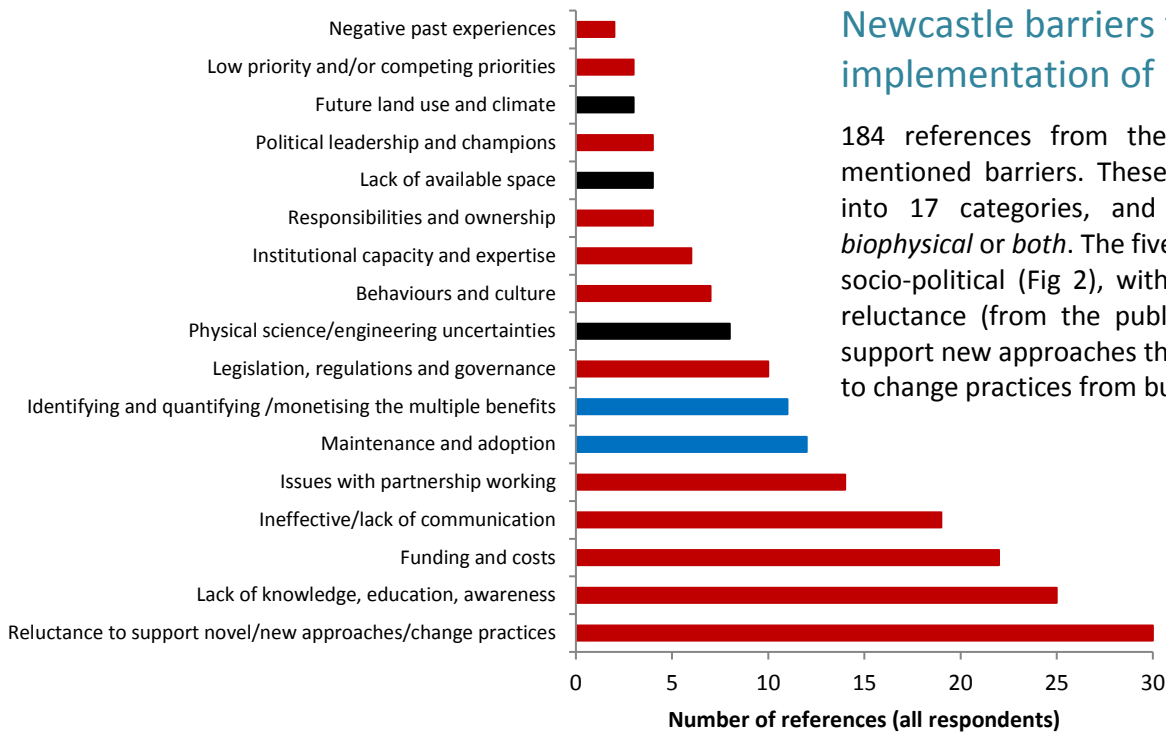 Negative past experiences
Low priority and/or competing priorities
Future land use and climate
Political leadership and champions
Lack of available space
Responsibilities and ownership
Institutional capacity and expertise
Behaviours and culture
Physical science/engineering uncertainties
Legislation, regulations and governance
Identifying and quantifying /monetising the multiple benefits
Maintenance and adoption
Issues with partnership working
Ineffective/lack of communication
Funding and costs
Lack of knowledge, education, awareness
Reluctance to support novel/new approaches/change practices
0 5 10 15 20 25 30
Number of references (all respondents)
Newcastle barriers
implementation of
184 references from the
mentioned barriers. These
into 17 categories, and
biophysical or both. The five
socio-political (Fig 2), with
reluctance (from the publ
support new approaches th
to change practices from bu